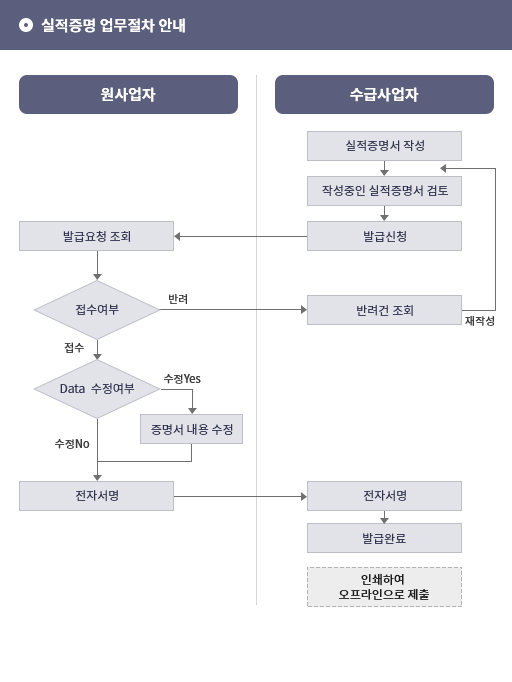 실적증명 업무절차 안내
원사업자
수급사업자
실적증명서 작성
작성중인 실적증명서 검토
발급요청 조회
발급신청
반려
접수여부
반려건 조회
재작성
접수
Data 수정여부
수정Yes
증명서 내용 수정
수정No
전자서명
전자서명
발급완료
인쇄하여
오프라인으로 제출